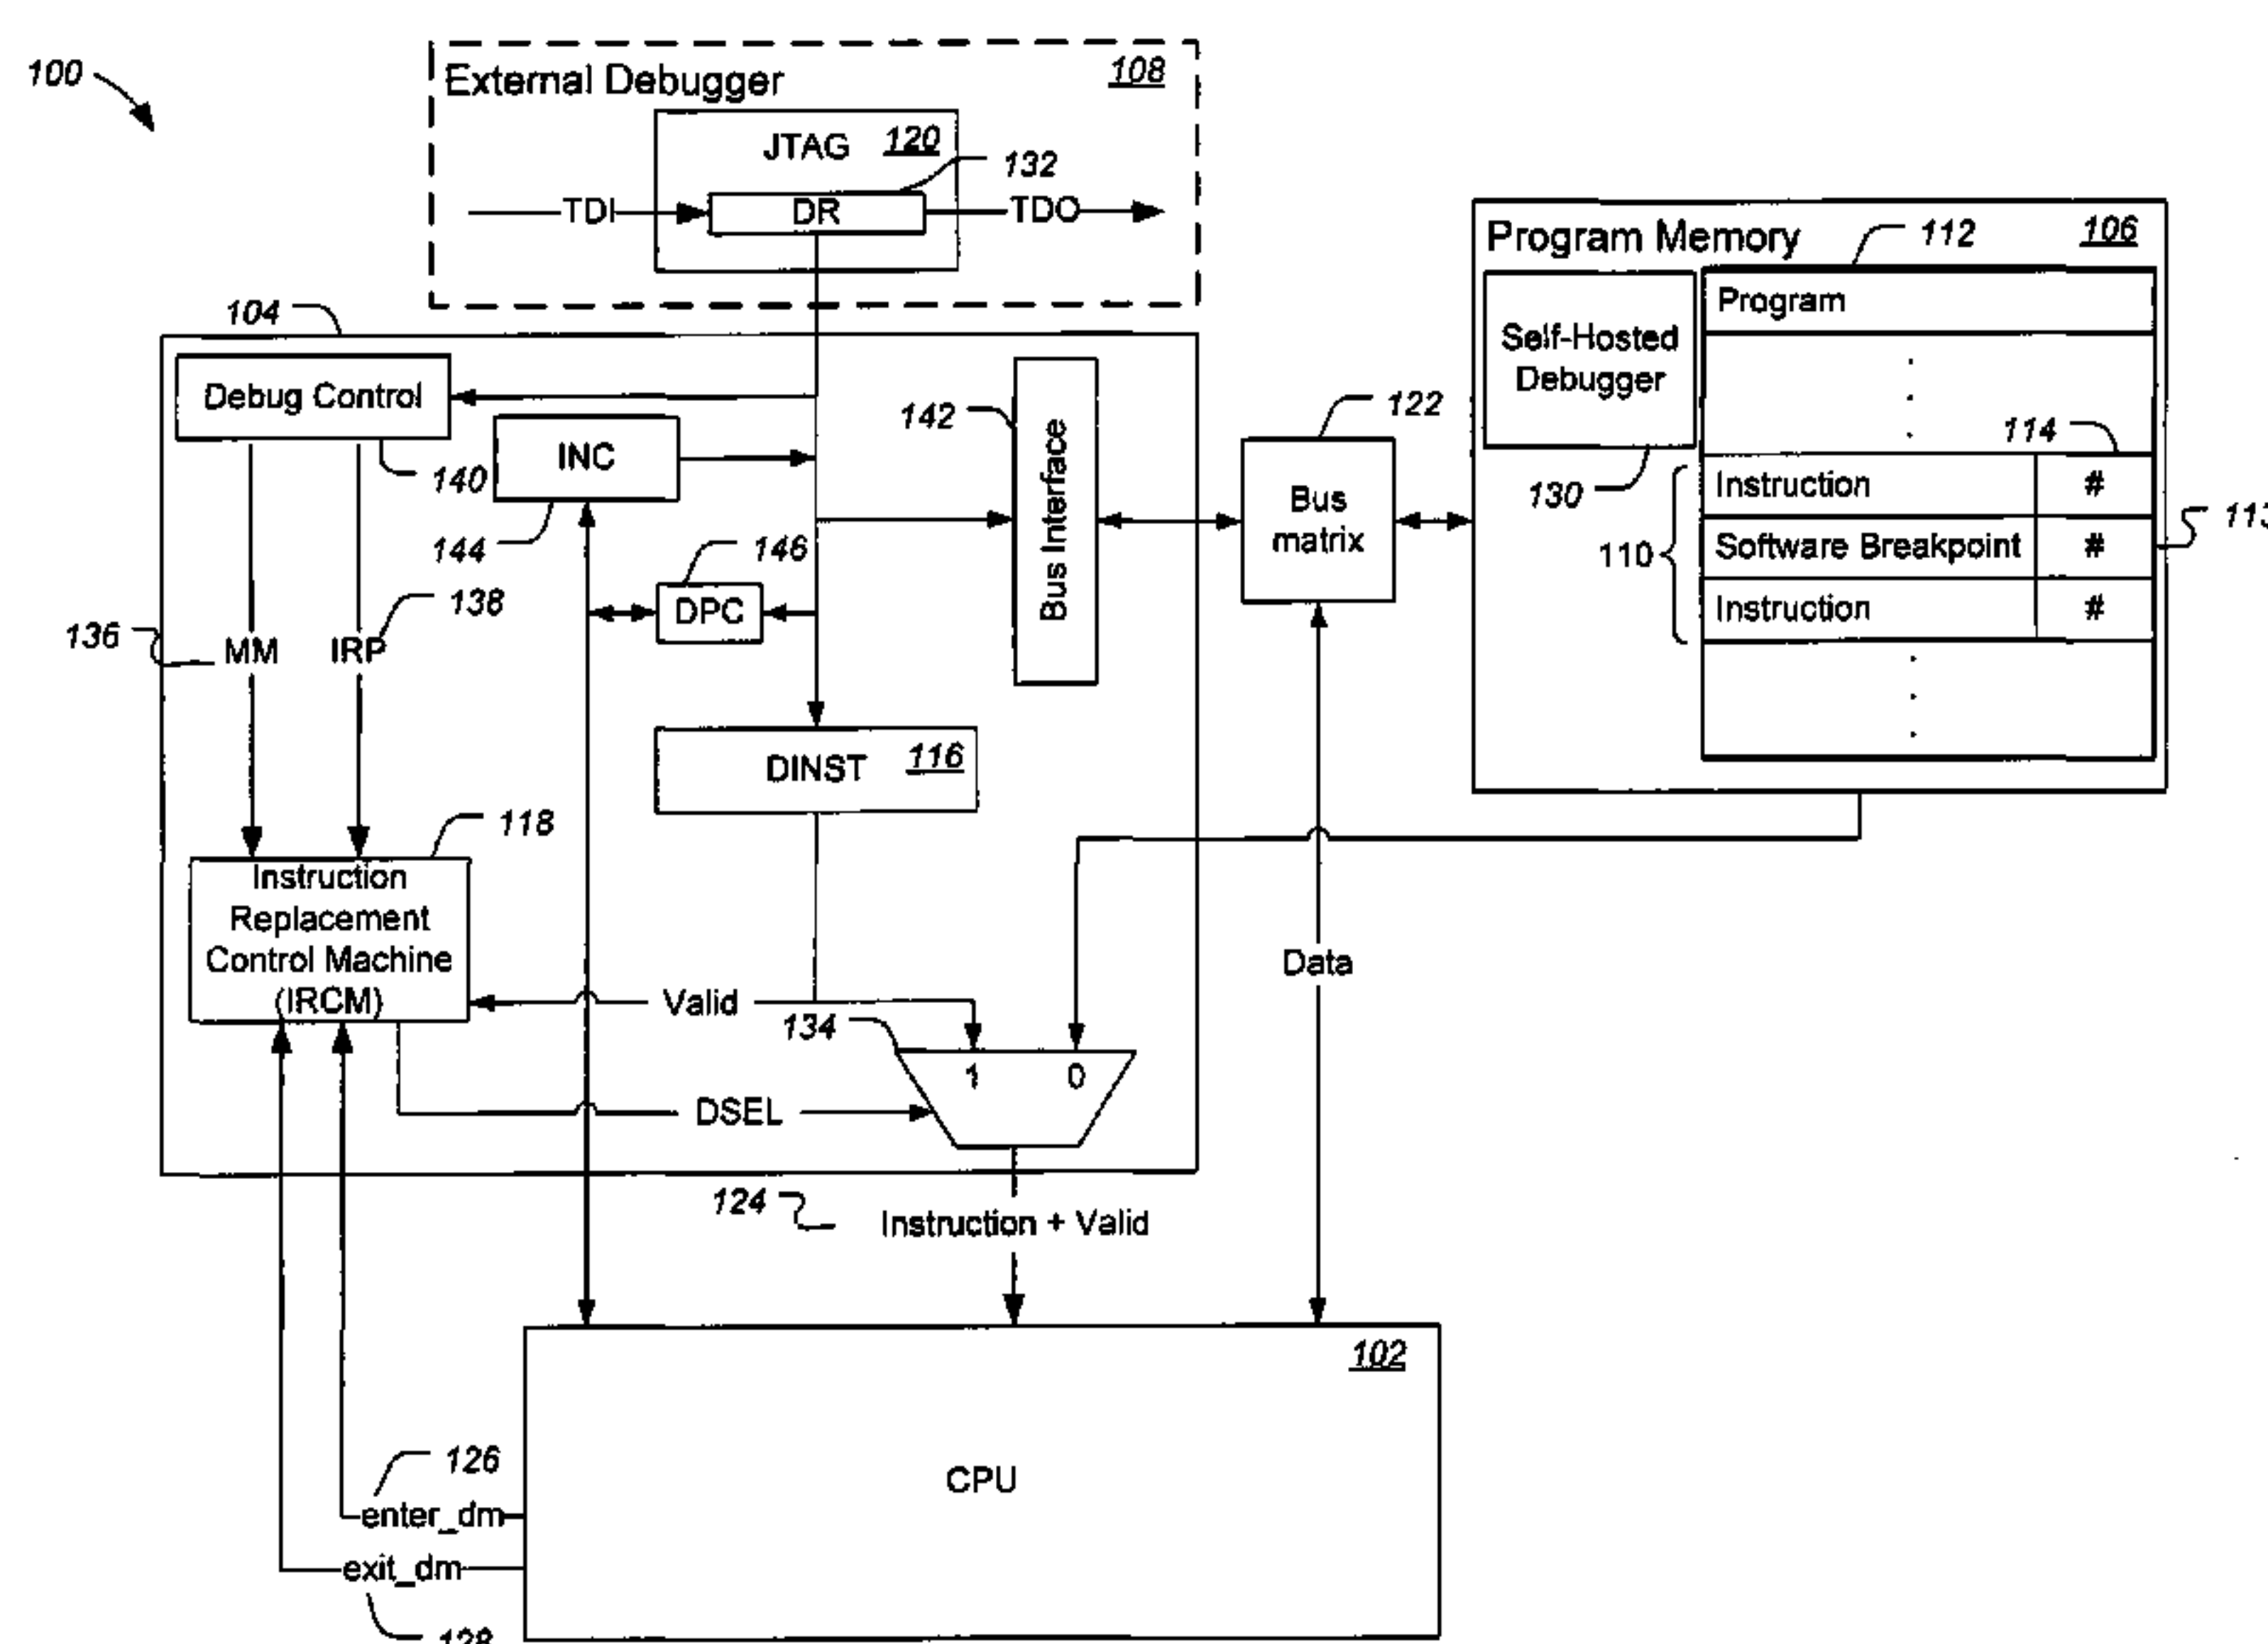 100
External Debugger 108
JTAG 120
132
TDI DR TDO
Program Memory 106
112
Program
Self-Hosted
Debugger
130
114
Instruction #
110 Software Breakpoint #
Instruction #
104
Debug Control
140
INC
144
142
Bus Interface
122
Bus
matrix
146
DPC
136
MM
IRP
138
DINST 116
118
Instruction
Replacement
Control Machine
(IRCM)
Valid
134
1 0
DSEL
Data
124
Instruction + Valid
102
CPU
126
enter_dm
exit_dm
128